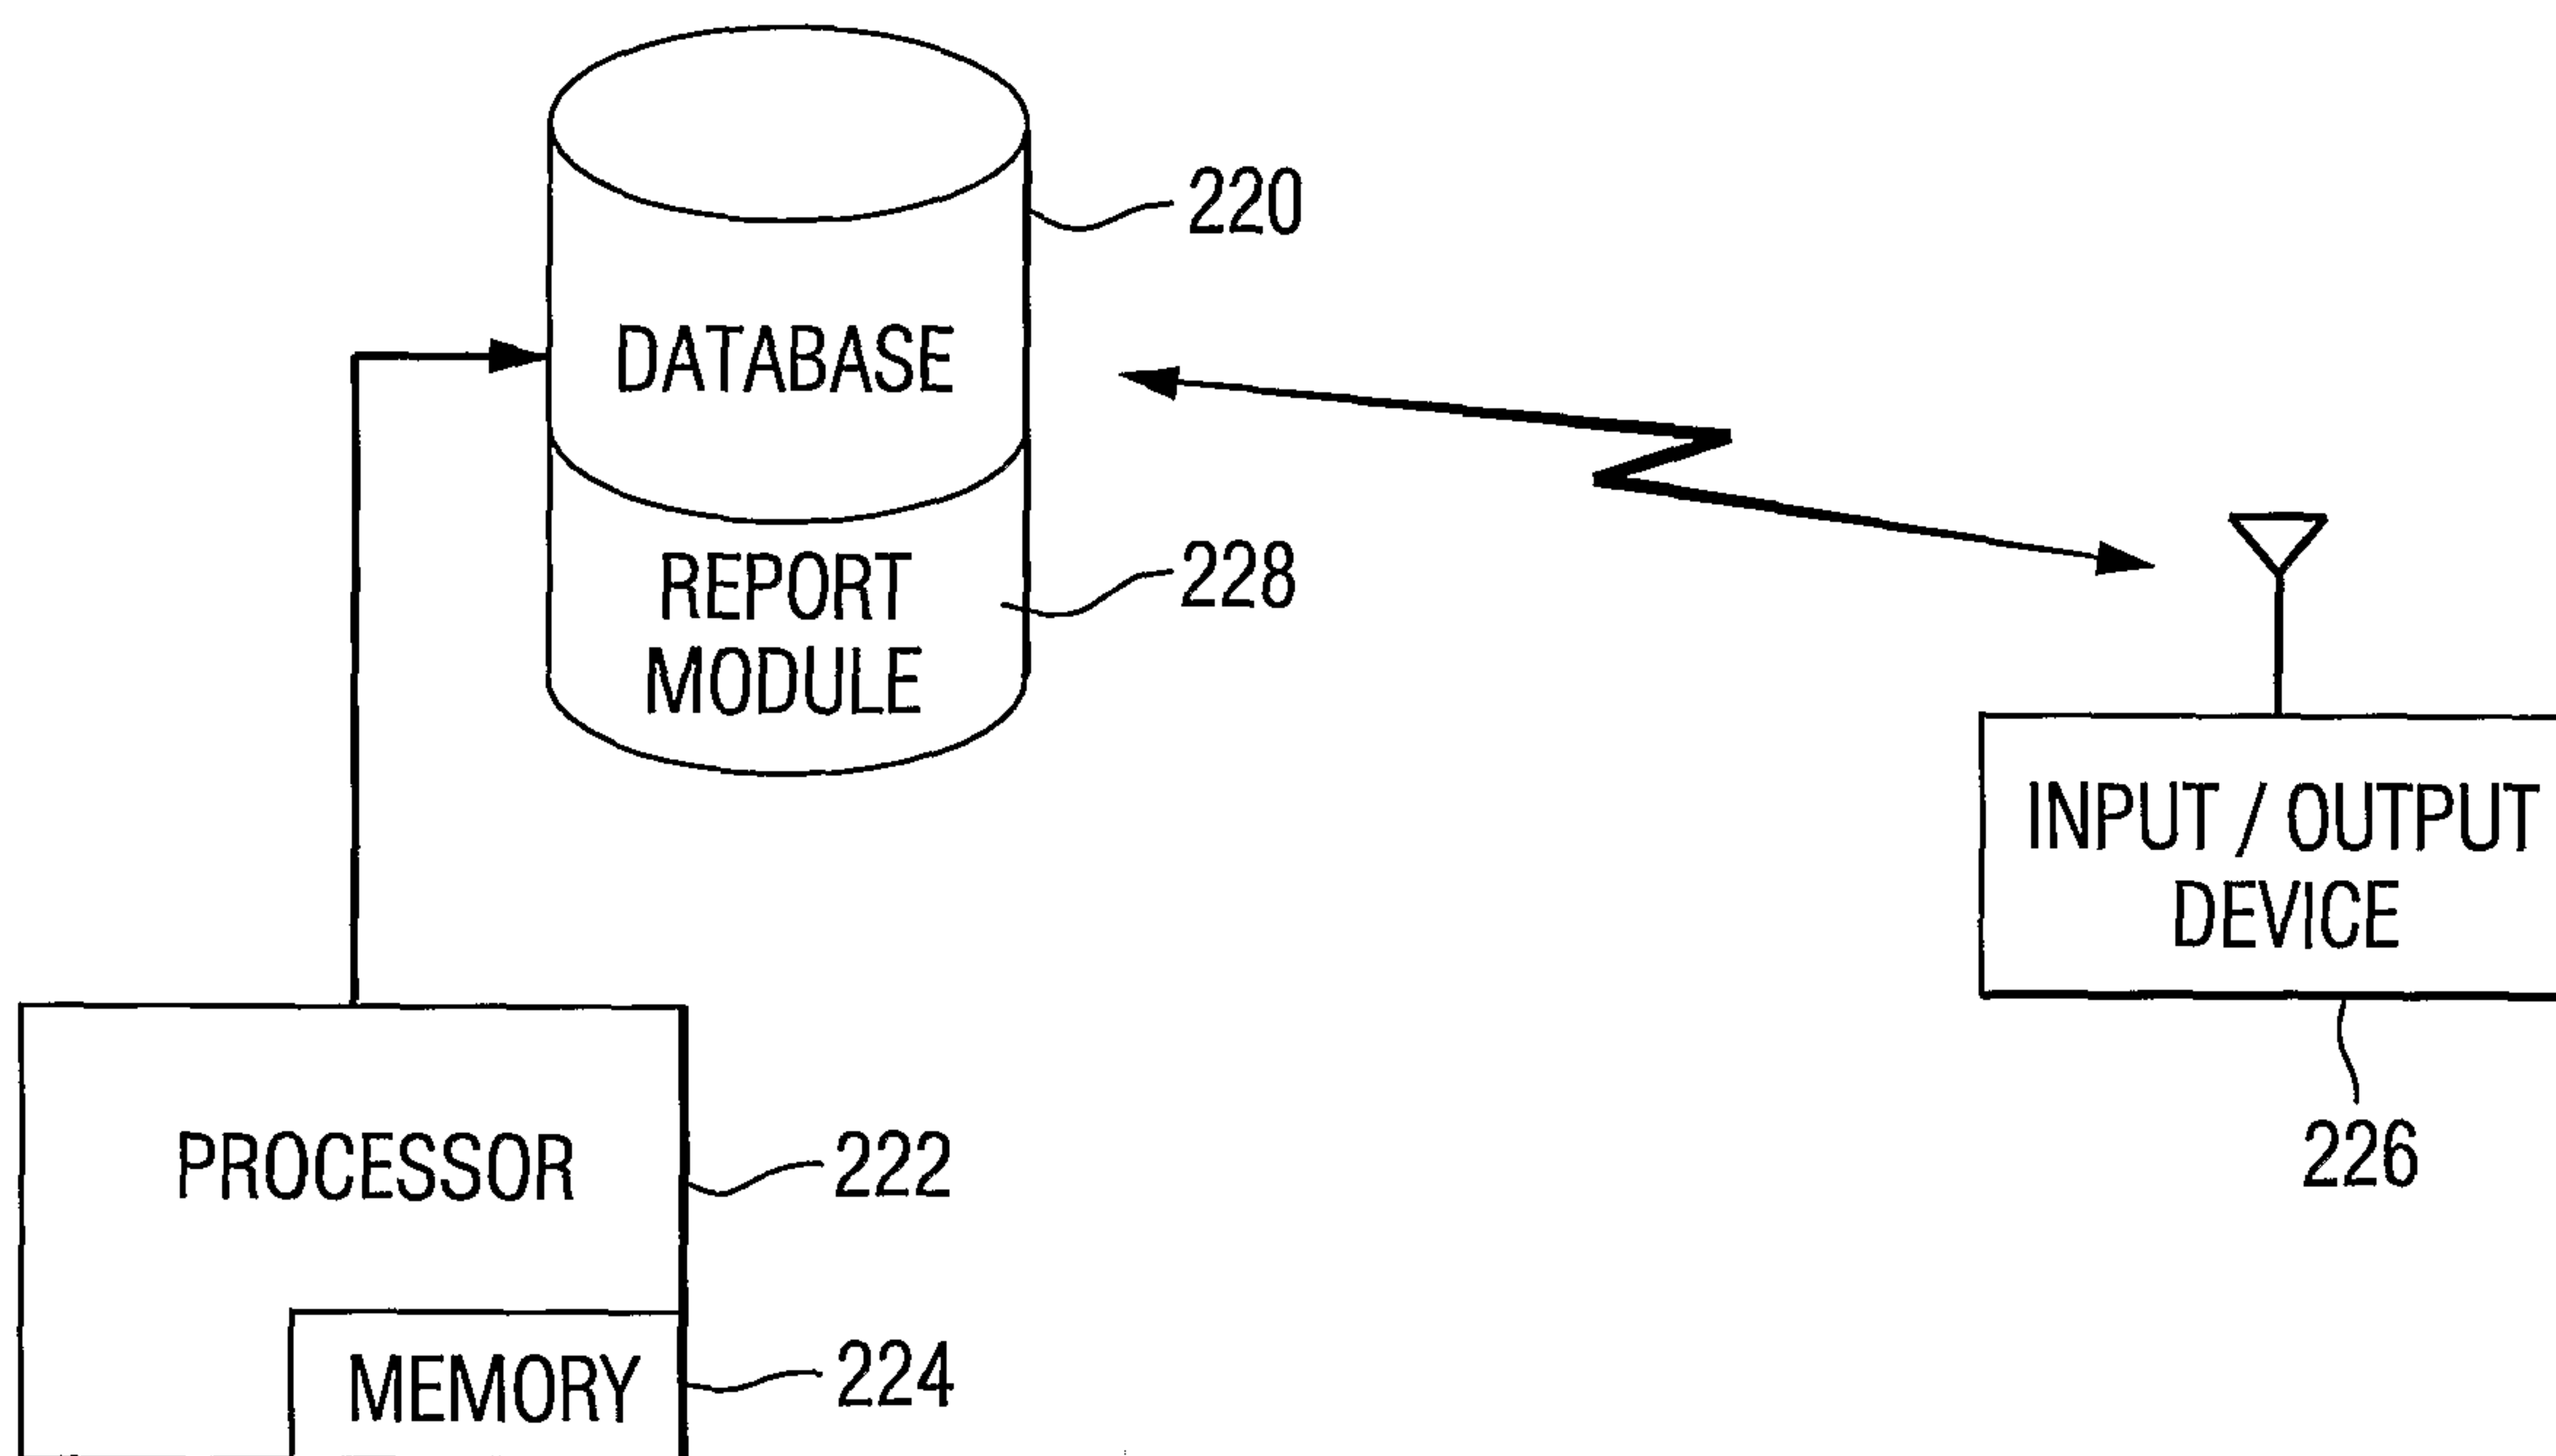 220
DATABASE
228
REPORT
MODULE
INPUT / OUTPUT
DEVICE
226
PROCESSOR
222
MEMORY
224